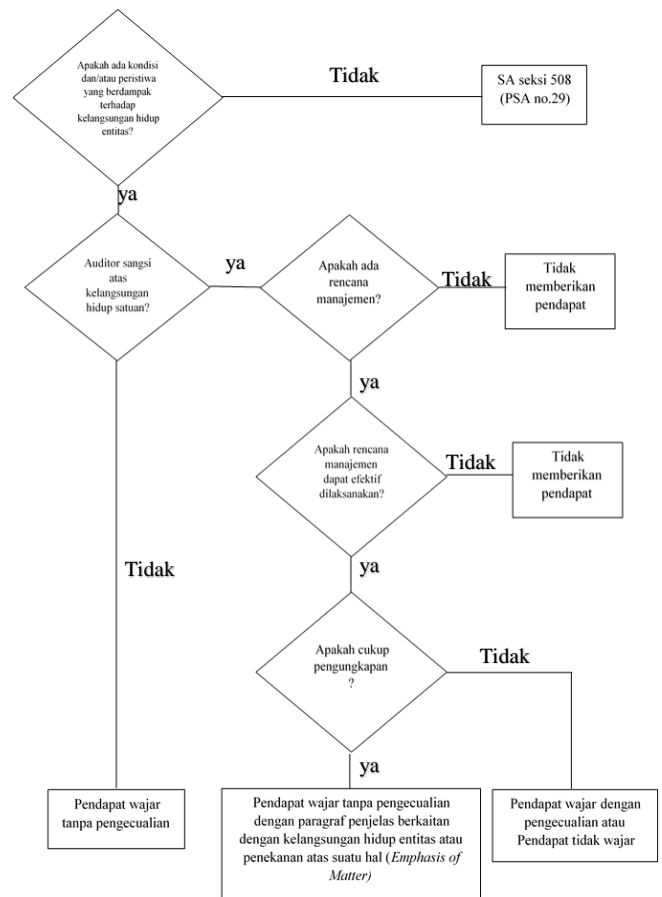 Apakah ada kondisi
dan/atau peristiwa
yang berdampak
terhadap
kelangsungan hidup
entitas?
Tidak
SA seksi 508
(PSA no.29)
ya
Auditor sangsi
atas
kelangsungan
hidup satuan?
ya
Apakah ada
rencana
manajemen?
Tidak
Tidak
memberikan
pendapat
ya
Apakah rencana
manajemen
dapat efektif
dilaksanakan?
Tidak
Tidak
memberikan
pendapat
ya
Tidak
Apakah cukup
pengungkapan
?
Tidak
ya
Pendapat wajar
tanpa pengecualian
Pendapat wajar tanpa pengecualian
dengan paragraf penjelas berkaitan
dengan kelangsungan hidup entitas atau
penekanan atas suatu hal (Emphasis of
Matter)
Pendapat wajar dengan
pengecualian atau
Pendapat tidak wajar